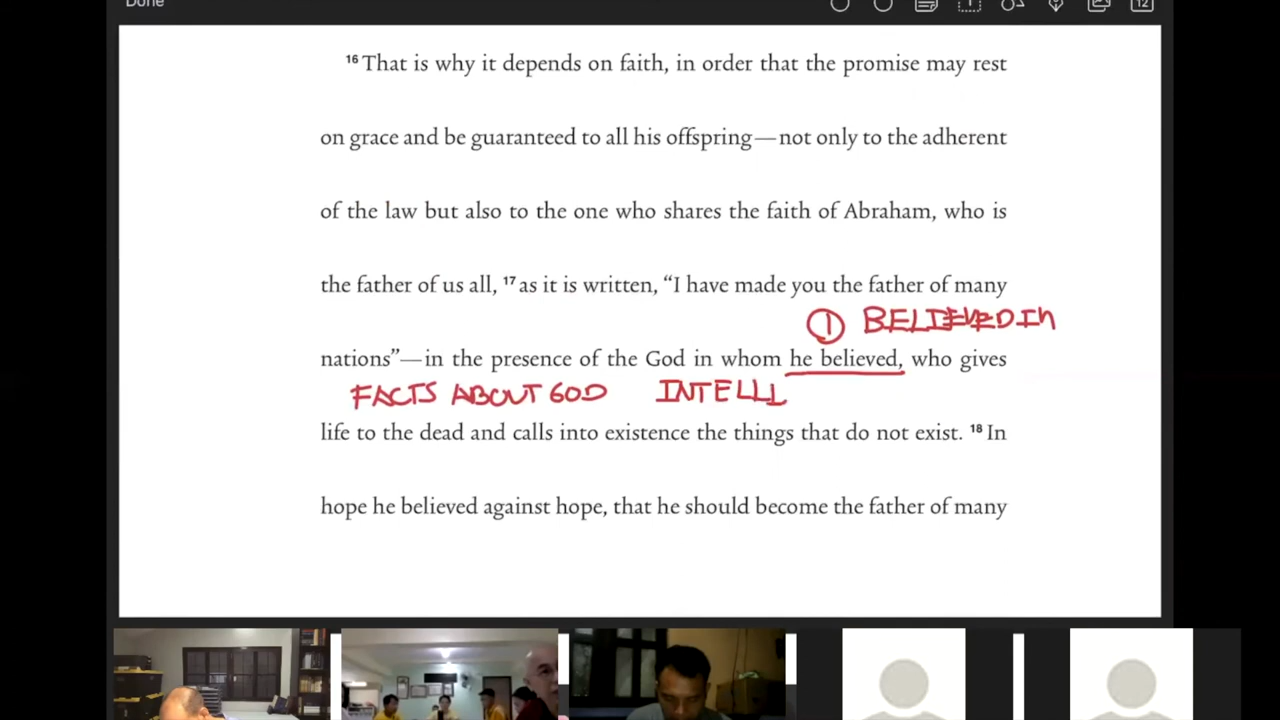 Done
12
16 That is why it depends on faith, in order that the promise may rest
on grace and be guaranteed to all his offspring—not only to the adherent
of the law but also to the one who shares the faith of Abraham, who is
the father of us all, 17 as it is written, “I have made you the father of many
① BELIEVED IN
nations”—in the presence of the God in whom he believed, who gives
FACTS ABOUT GOD INTELLI
life to the dead and calls into existence the things that do not exist. 18 In
hope he believed against hope, that he should become the father of many